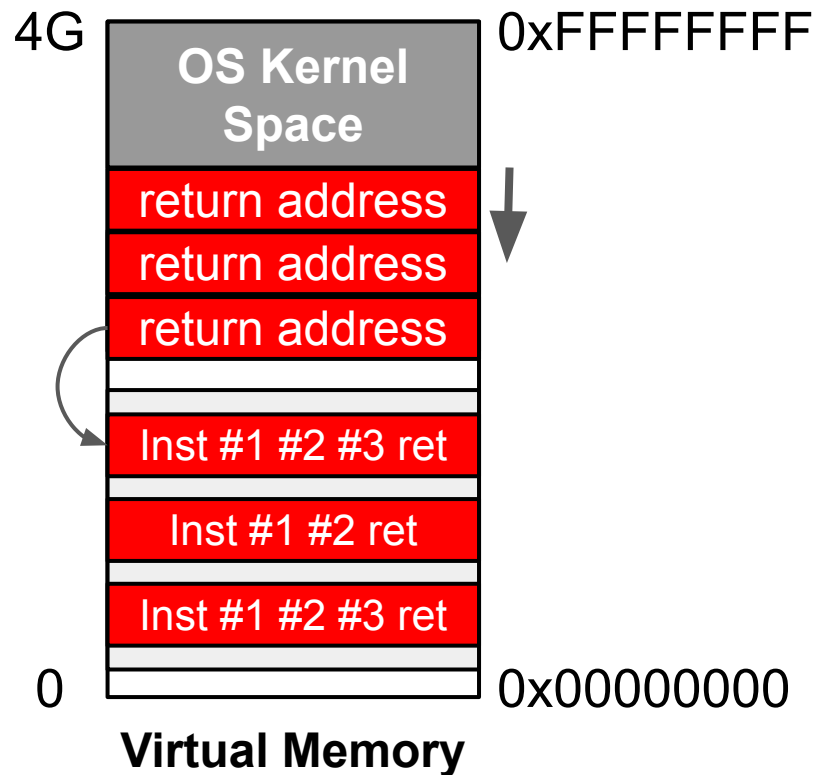 4G
0xFFFFFFFF
OS Kernel
Space
return address
return address
return address
Inst #1 #2 #3 ret
Inst #1 #2 ret
Inst #1 #2 #3 ret
0
0x00000000
Virtual Memory